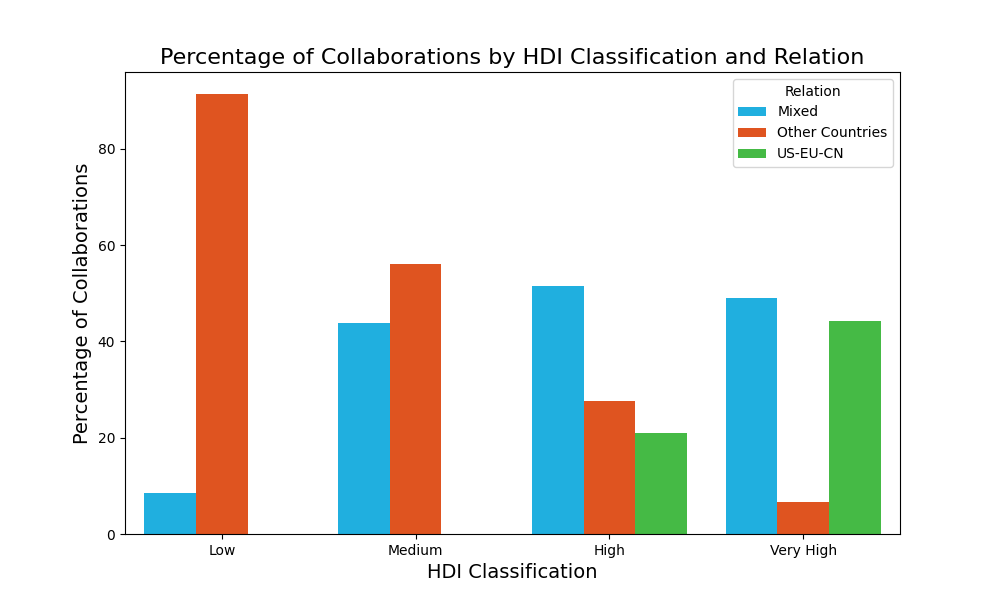 Percentage of Collaborations by HDI Classification and Relation
Relation
Mixed
Other Countries
US-EU-CN
Percentage of Collaborations
80
60
40
20
0
Low
Medium
High
Very High
HDI Classification